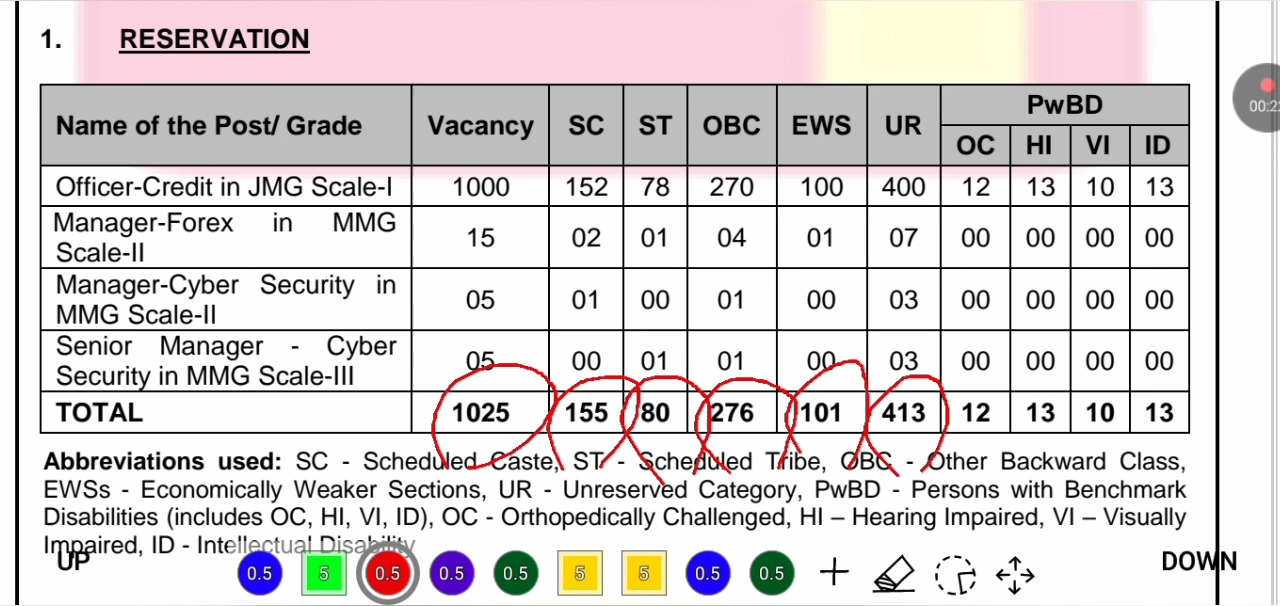 1. RESERVATION
Name of the Post/ Grade Vacancy SC ST OBC EWS UR PwBD
OC HI VI ID
Officer-Credit in JMG Scale-I 1000 152 78 270 100 400 12 13 10 13
Manager-Forex in MMG
Scale-II 15 02 01 04 01 07 00 00 00 00
Manager-Cyber Security in
MMG Scale-II 05 01 00 01 00 03 00 00 00 00
Senior Manager - Cyber
Security in MMG Scale-III 05 00 01 01 00 03 00 00 00 00
TOTAL 1025 155 80 276 101 413 12 13 10 13
Abbreviations used: SC - Scheduled Caste, ST - Scheduled Tribe, OBC - Other Backward Class,
EWSs - Economically Weaker Sections, UR - Unreserved Category, PwBD - Persons with Benchmark
Disabilities (includes OC, HI, VI, ID), OC - Orthopedically Challenged, HI – Hearing Impaired, VI – Visually
Impaired, ID - Intellectual Disability
UP 0.5 5 0.5 0.5 0.5 5 5 0.5 0.5 DOWN